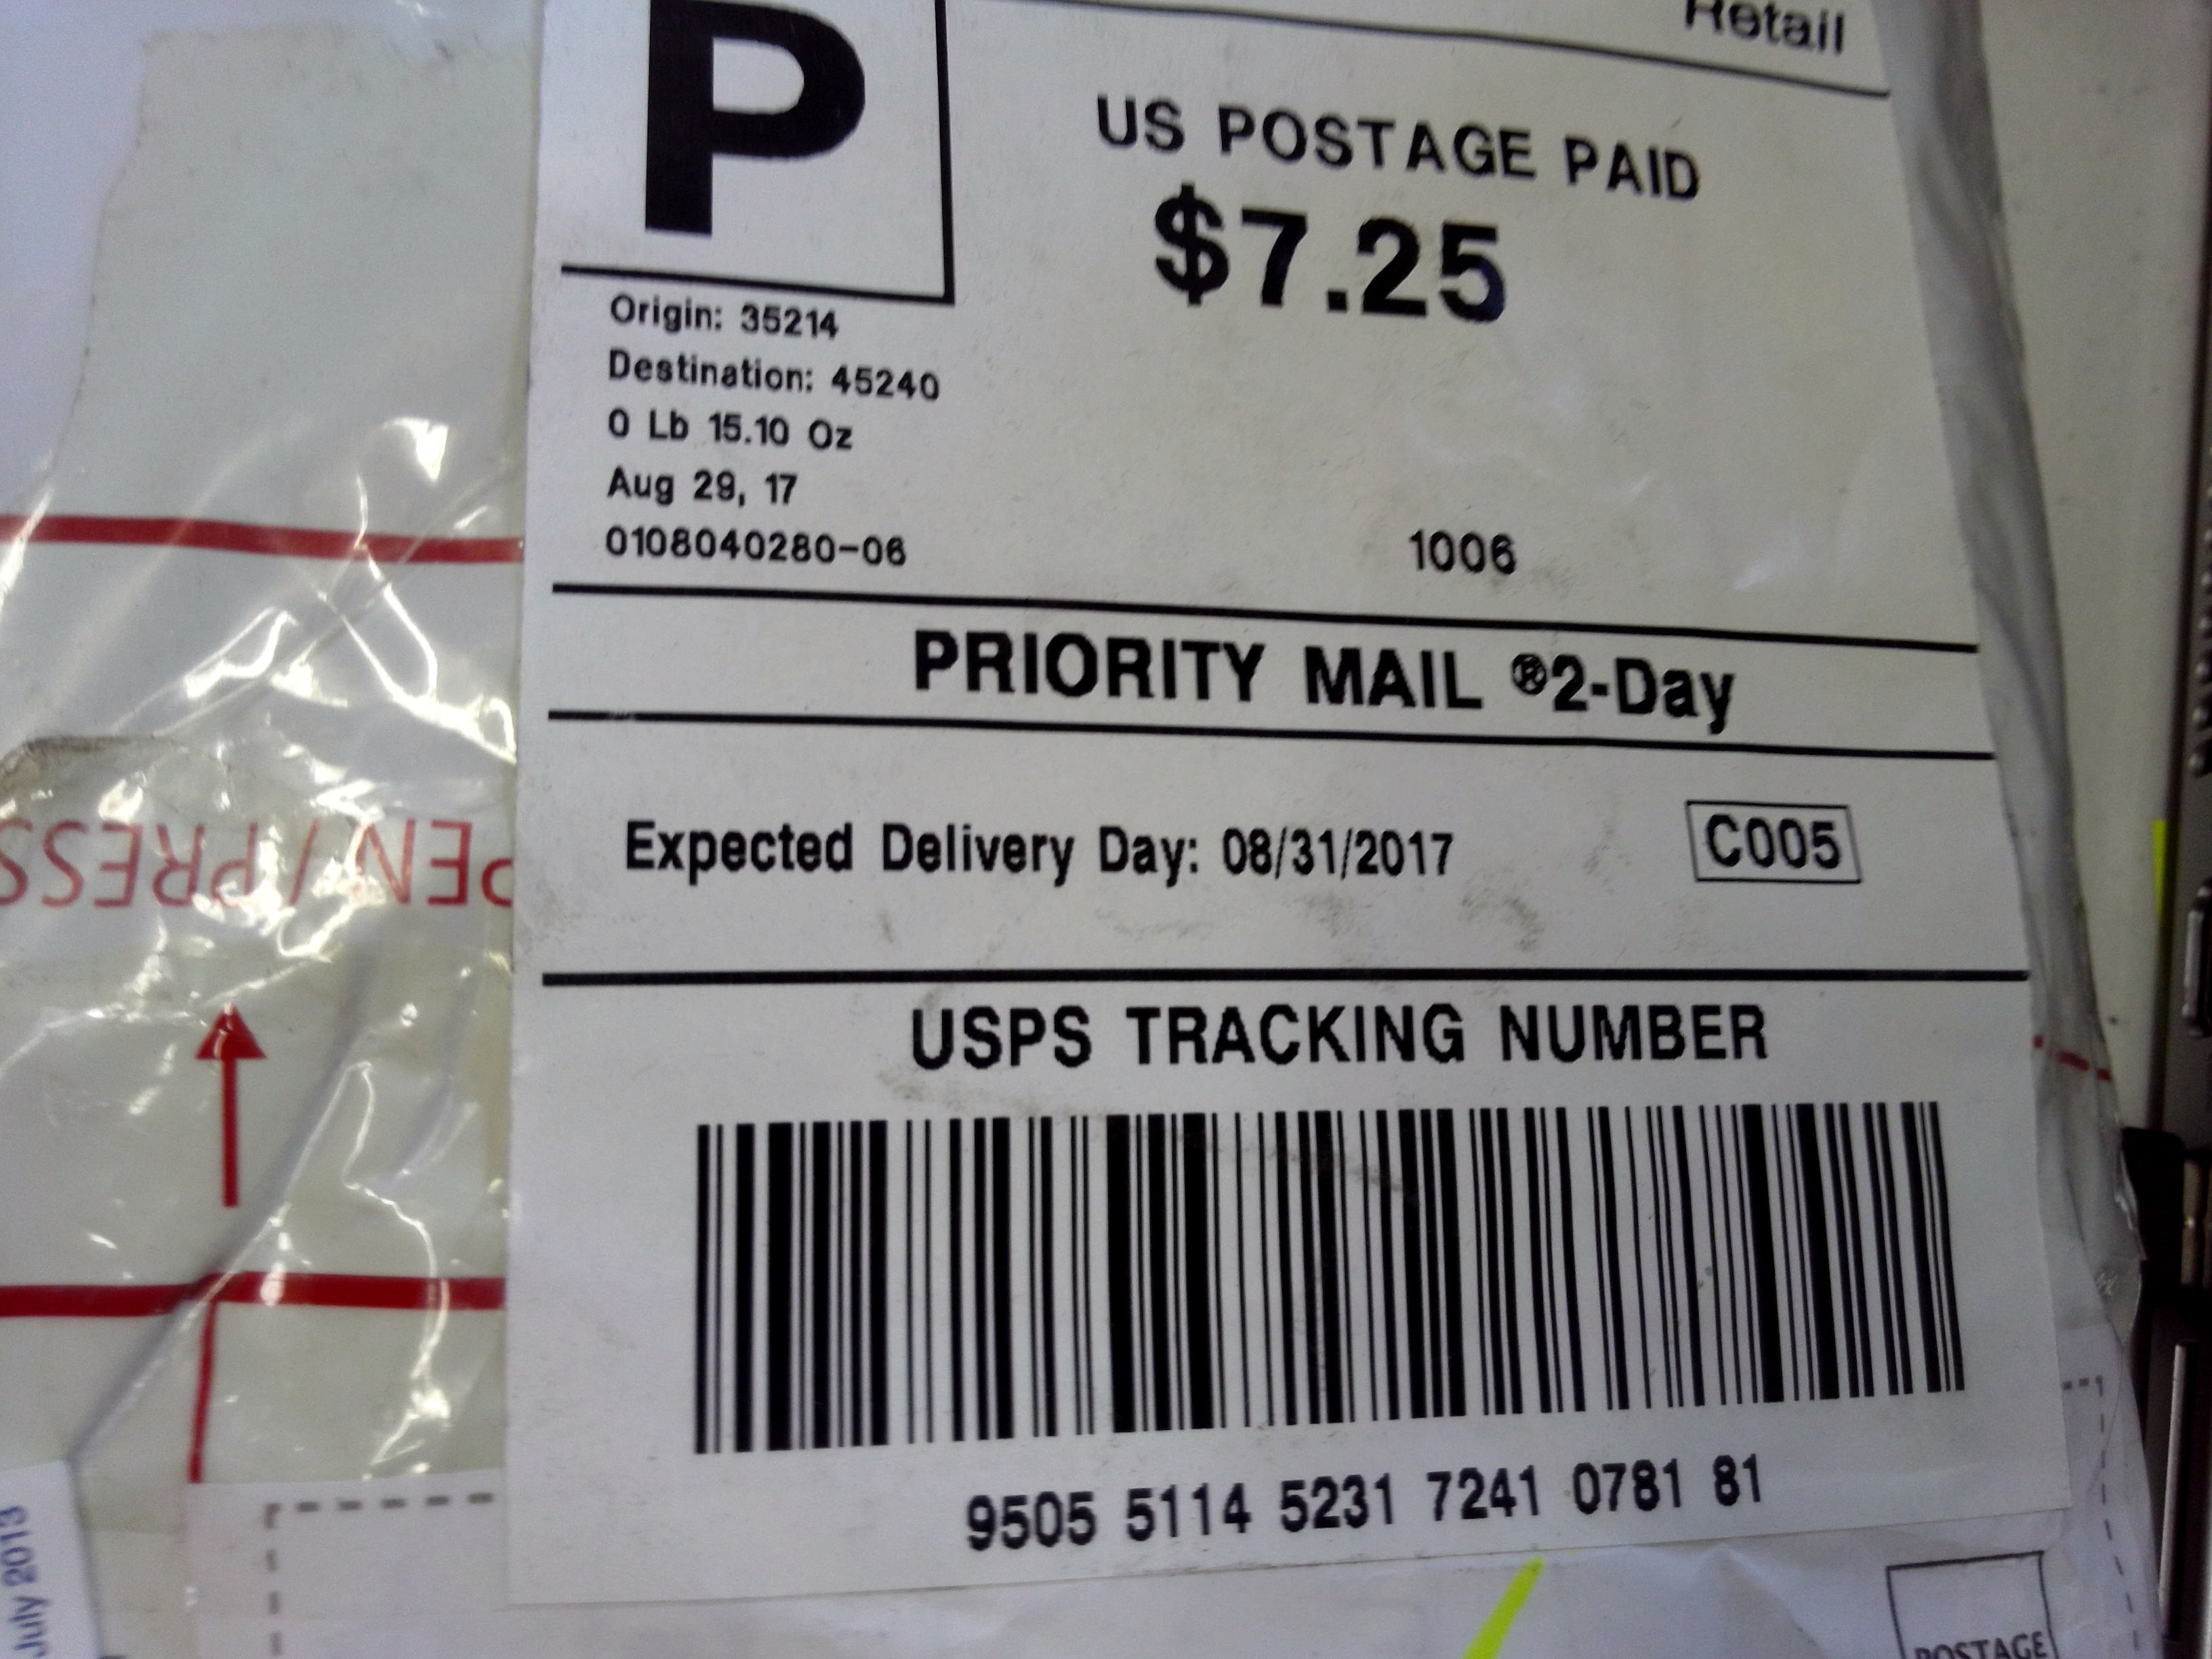 P
Retail
US POSTAGE PAID
$7.25
Origin: 35214
Destination: 45240
0 Lb 15.10 Oz
Aug 29, 17
0108040280-06
1006
PRIORITY MAIL ®2-Day
Expected Delivery Day: 08/31/2017
C005
USPS TRACKING NUMBER
9505 5114 5231 7241 0781 81
PEN / PRESS
July 2013
POSTAGE